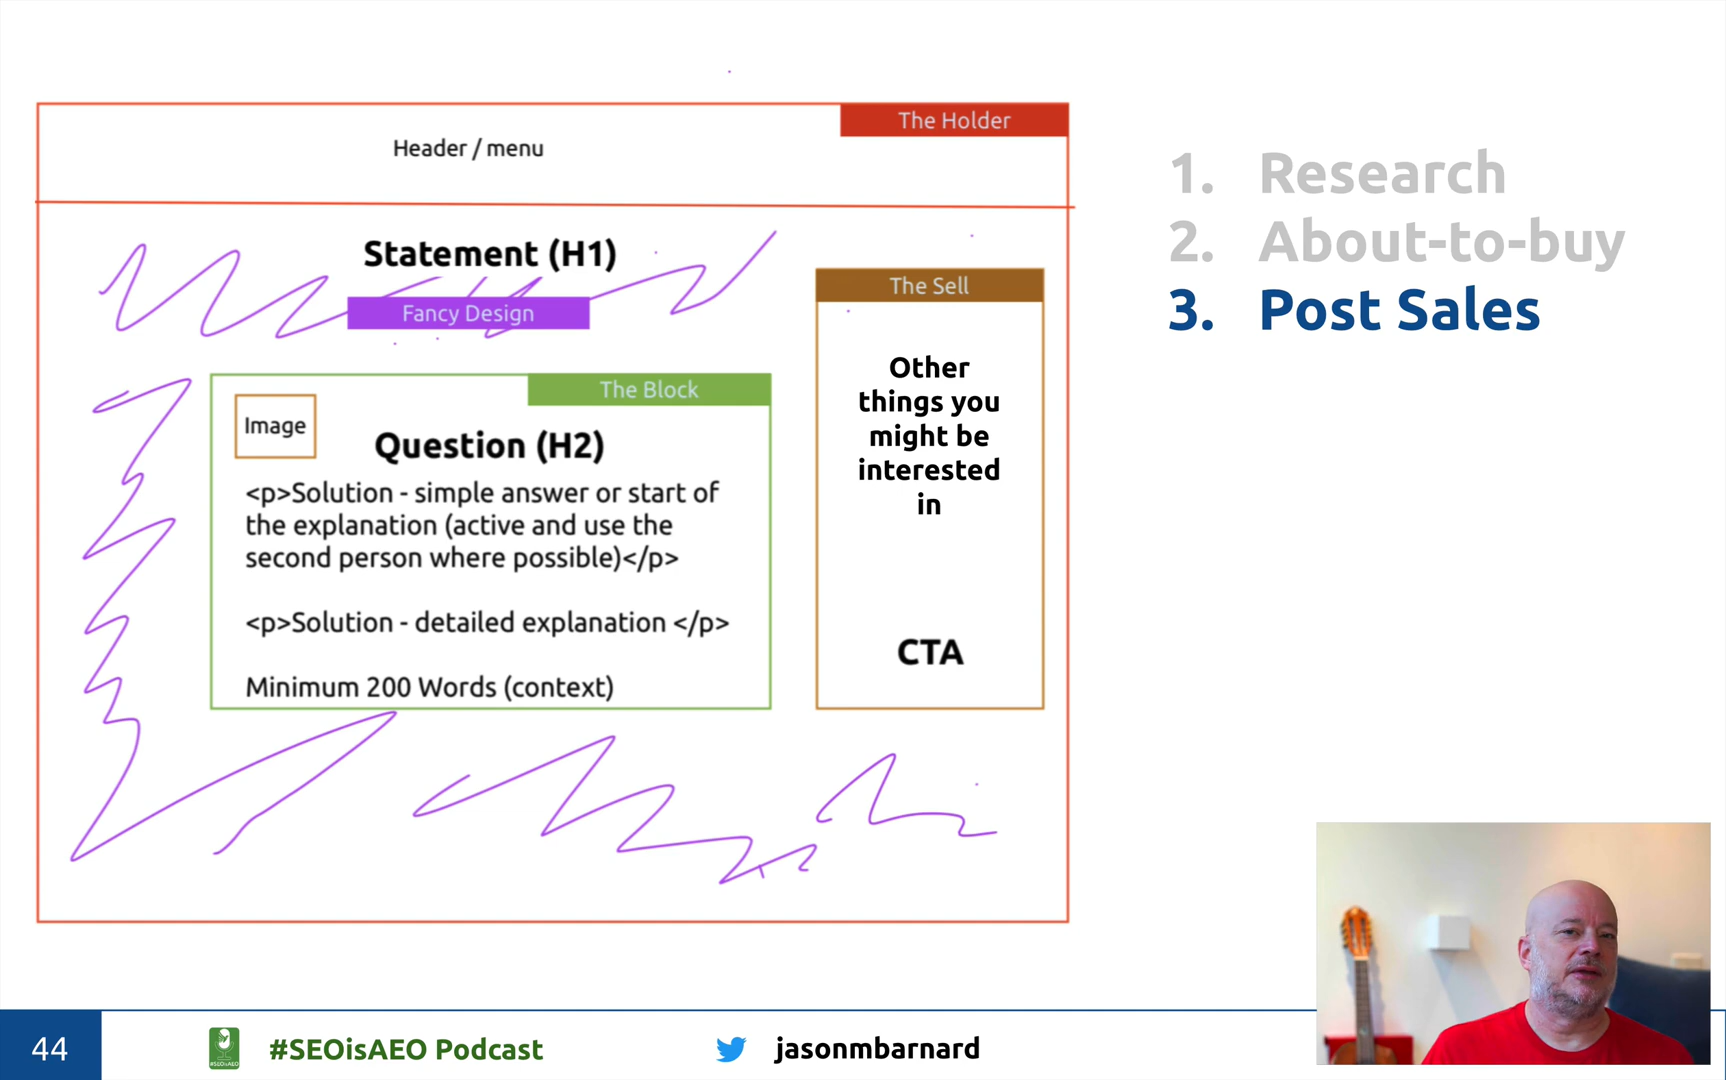 The Holder
Header / menu
1. Research
2. About-to-buy
3. Post Sales
Statement (H1)
Fancy Design
The Sell
Other
things you
might be
interested
in
CTA
The Block
Image
Question (H2)
<p>Solution - simple answer or start of
the explanation (active and use the
second person where possible)</p>
<p>Solution - detailed explanation </p>
Minimum 200 Words (context)
44
#SEOisAEO
#SEOisAEO Podcast
jasonmbarnard